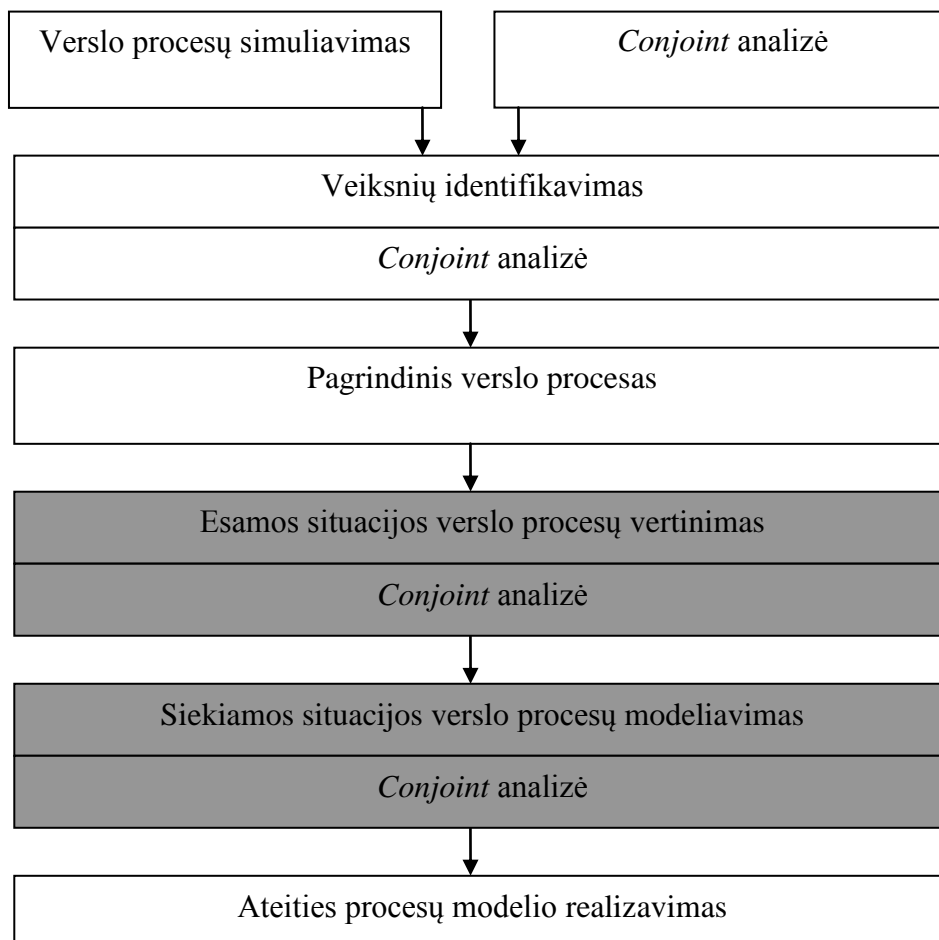 Verslo procesų simuliavimas
Conjoint analizė
Veiksnių identifikavimas
Conjoint analizė
Pagrindinis verslo procesas
Esamos situacijos verslo procesų vertinimas
Conjoint analizė
Siekiamos situacijos verslo procesų modeliavimas
Conjoint analizė
Ateities procesų modelio realizavimas